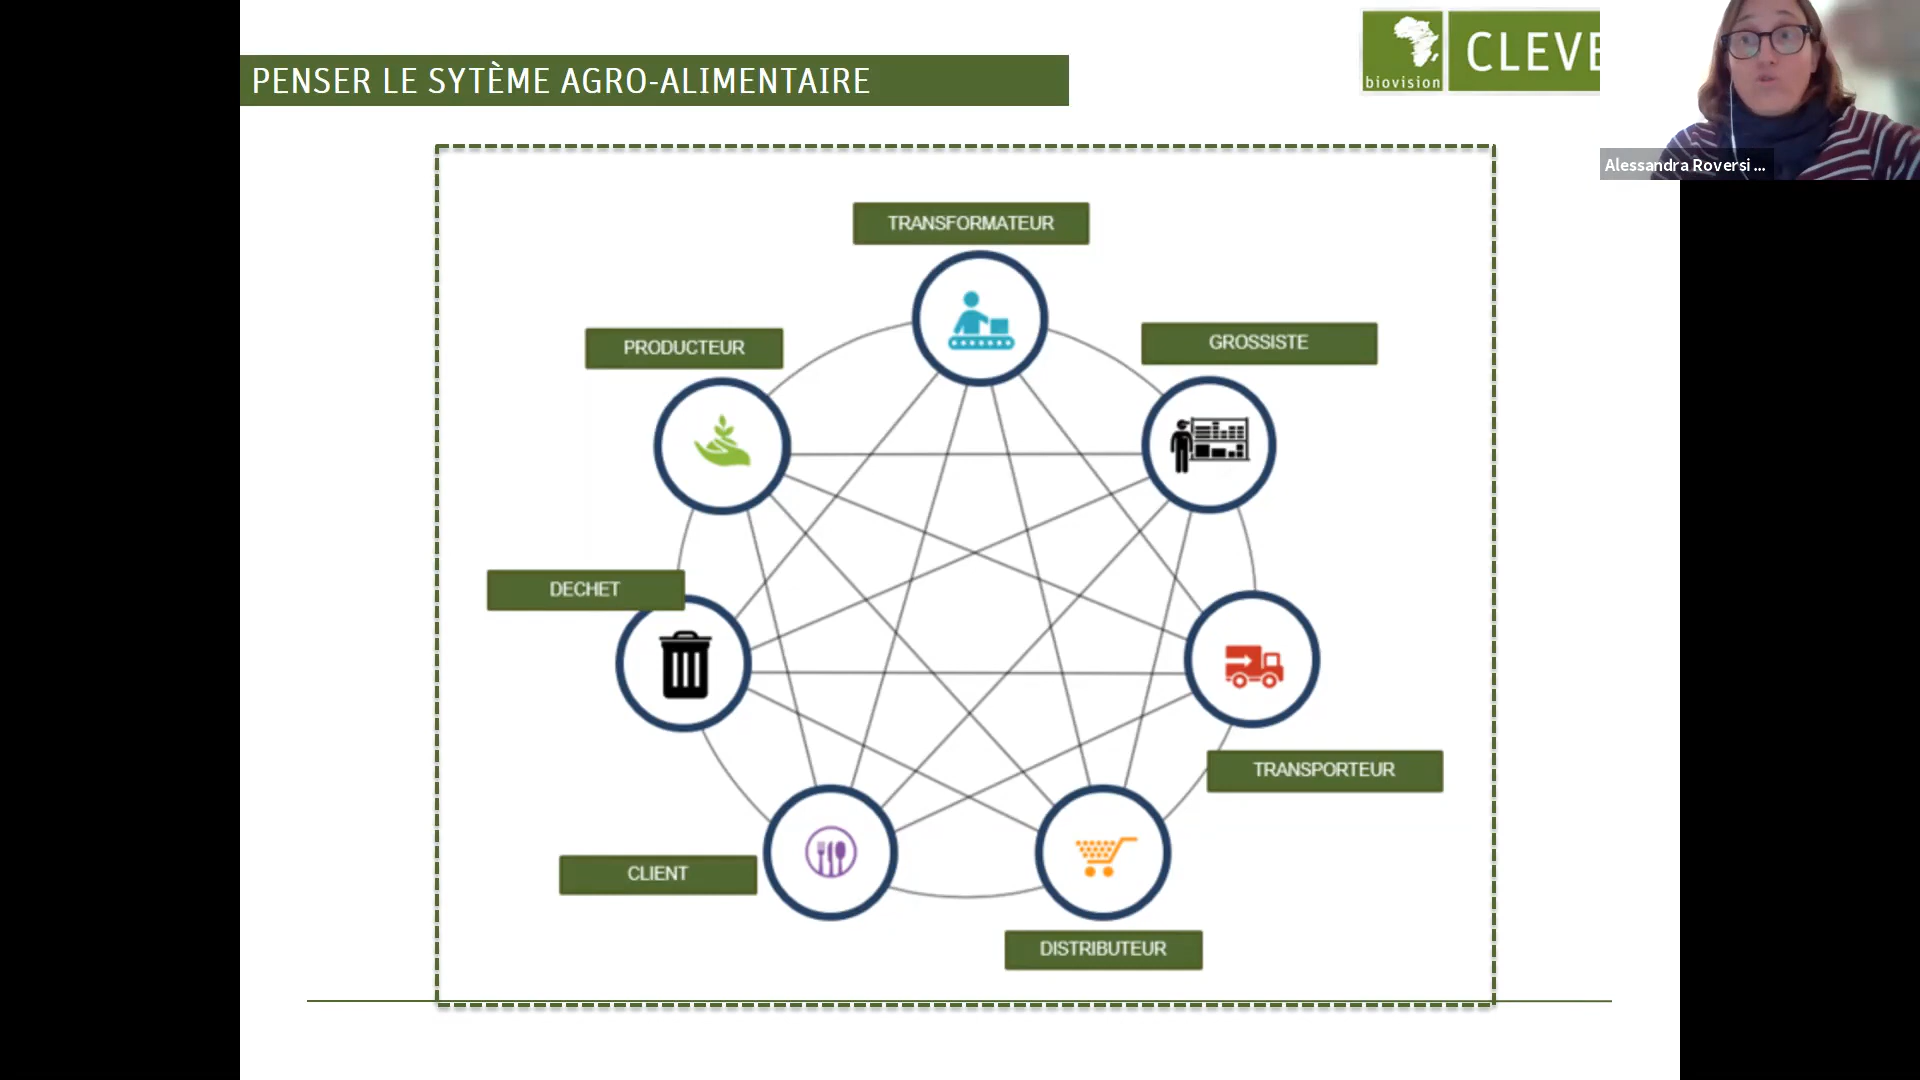 PENSER LE SYTÈME AGRO-ALIMENTAIRE
biovision
CLEVE
Alessandra Roversi ...
TRANSFORMATEUR
PRODUCTEUR
GROSSISTE
DECHET
TRANSPORTEUR
CLIENT
DISTRIBUTEUR